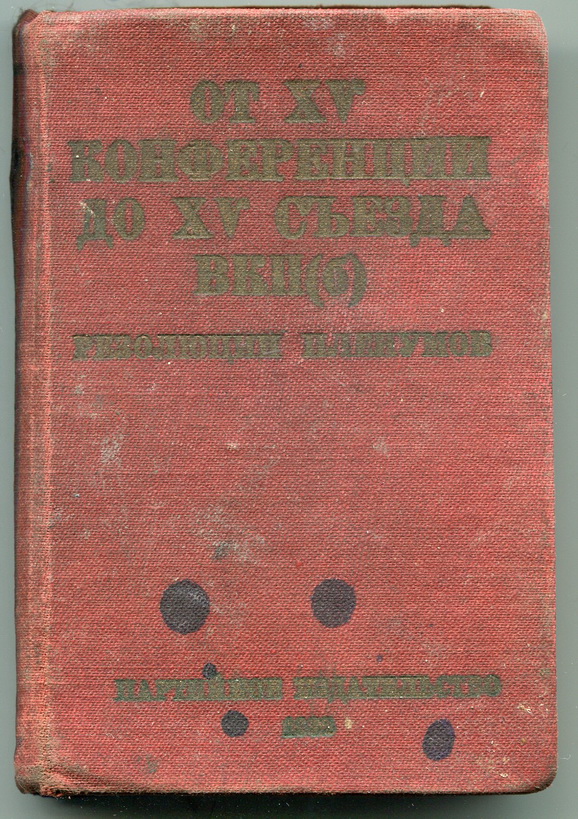 ОТ XV
КОНФЕРЕНЦИИ
ДО XV СЪЕЗДА
ВКП(б)
РЕЗОЛЮЦИИ ПЛЕНУМОВ
ПАРТИЙНОЕ ИЗДАТЕЛЬСТВО